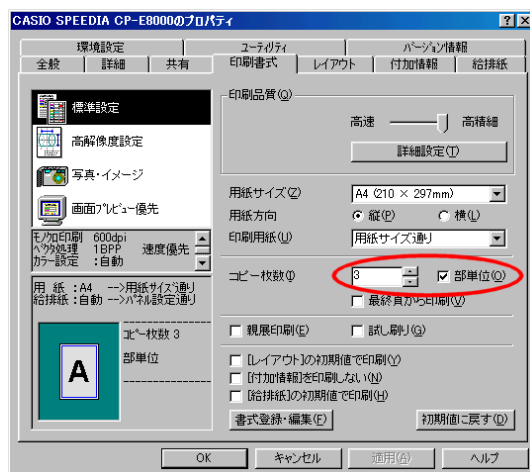 CASIO SPEEDIA CP-E8000のプロパティ
環境設定 ユーティリティ バージョン情報
全般 詳細 共有 印刷書式 レイアウト 付加情報 給排紙
標準設定
高解像度設定
写真・イメージ
画面プレビュー優先
モノクロ印刷 600dpi
ベクタ処理 1BPP 速度優先
カラー設定 :自動
用 紙 :A4 -->用紙サイズ通り
給排紙:自動 -->パネル設定通り
コピー枚数 3
部単位
A
印刷品質(Q)
高速 高精細
詳細設定(T)
用紙サイズ(Z) A4 (210 × 297mm)
用紙方向 縦(P) 横(L)
印刷用紙(U) 用紙サイズ通り
コピー枚数(I) 3 部単位(O)
最終頁から印刷(V)
親展印刷(E) 試し刷り(G)
[レイアウト]の初期値で印刷(Y)
[付加情報]を印刷しない(N)
[給排紙]の初期値で印刷(H)
書式登録・編集(F) 初期値に戻す(D)
OK キャンセル 適用(A) ヘルプ